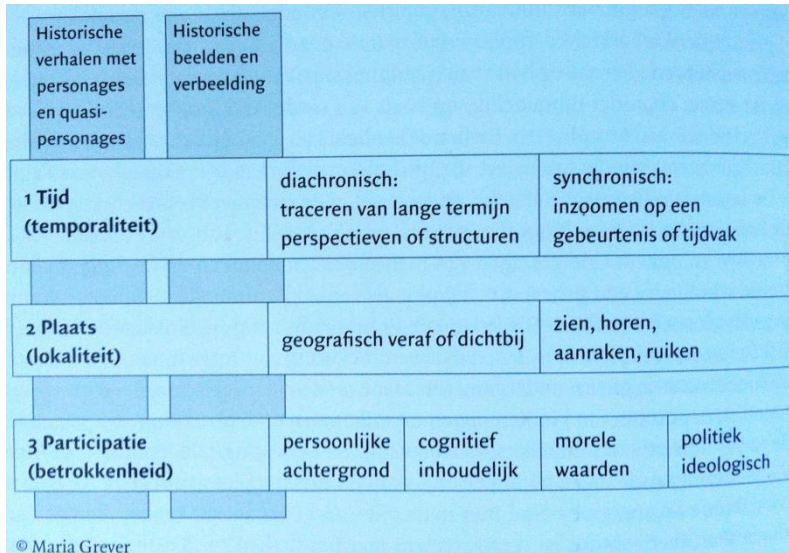 Historische
verhalen met
personages
en quasi-
personages
Historische
beelden en
verbeelding
1 Tijd
(temporaliteit)
diachronisch:
traceren van lange termijn
perspectieven of structuren
synchronisch:
inzoomen op een
gebeurtenis of tijdvak
2 Plaats
(lokaliteit)
geografisch veraf of dichtbij
zien, horen,
aanraken, ruiken
3 Participatie
(betrokkenheid)
persoonlijke
achtergrond
cognitief
inhoudelijk
morele
waarden
politiek
ideologisch
© Maria Grever